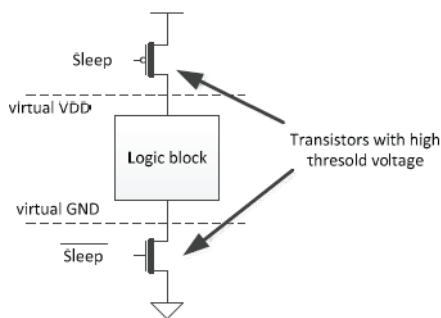 Sleep
virtual VDD
Transistors with high
thresold voltage
Logic block
virtual GND
Sleep